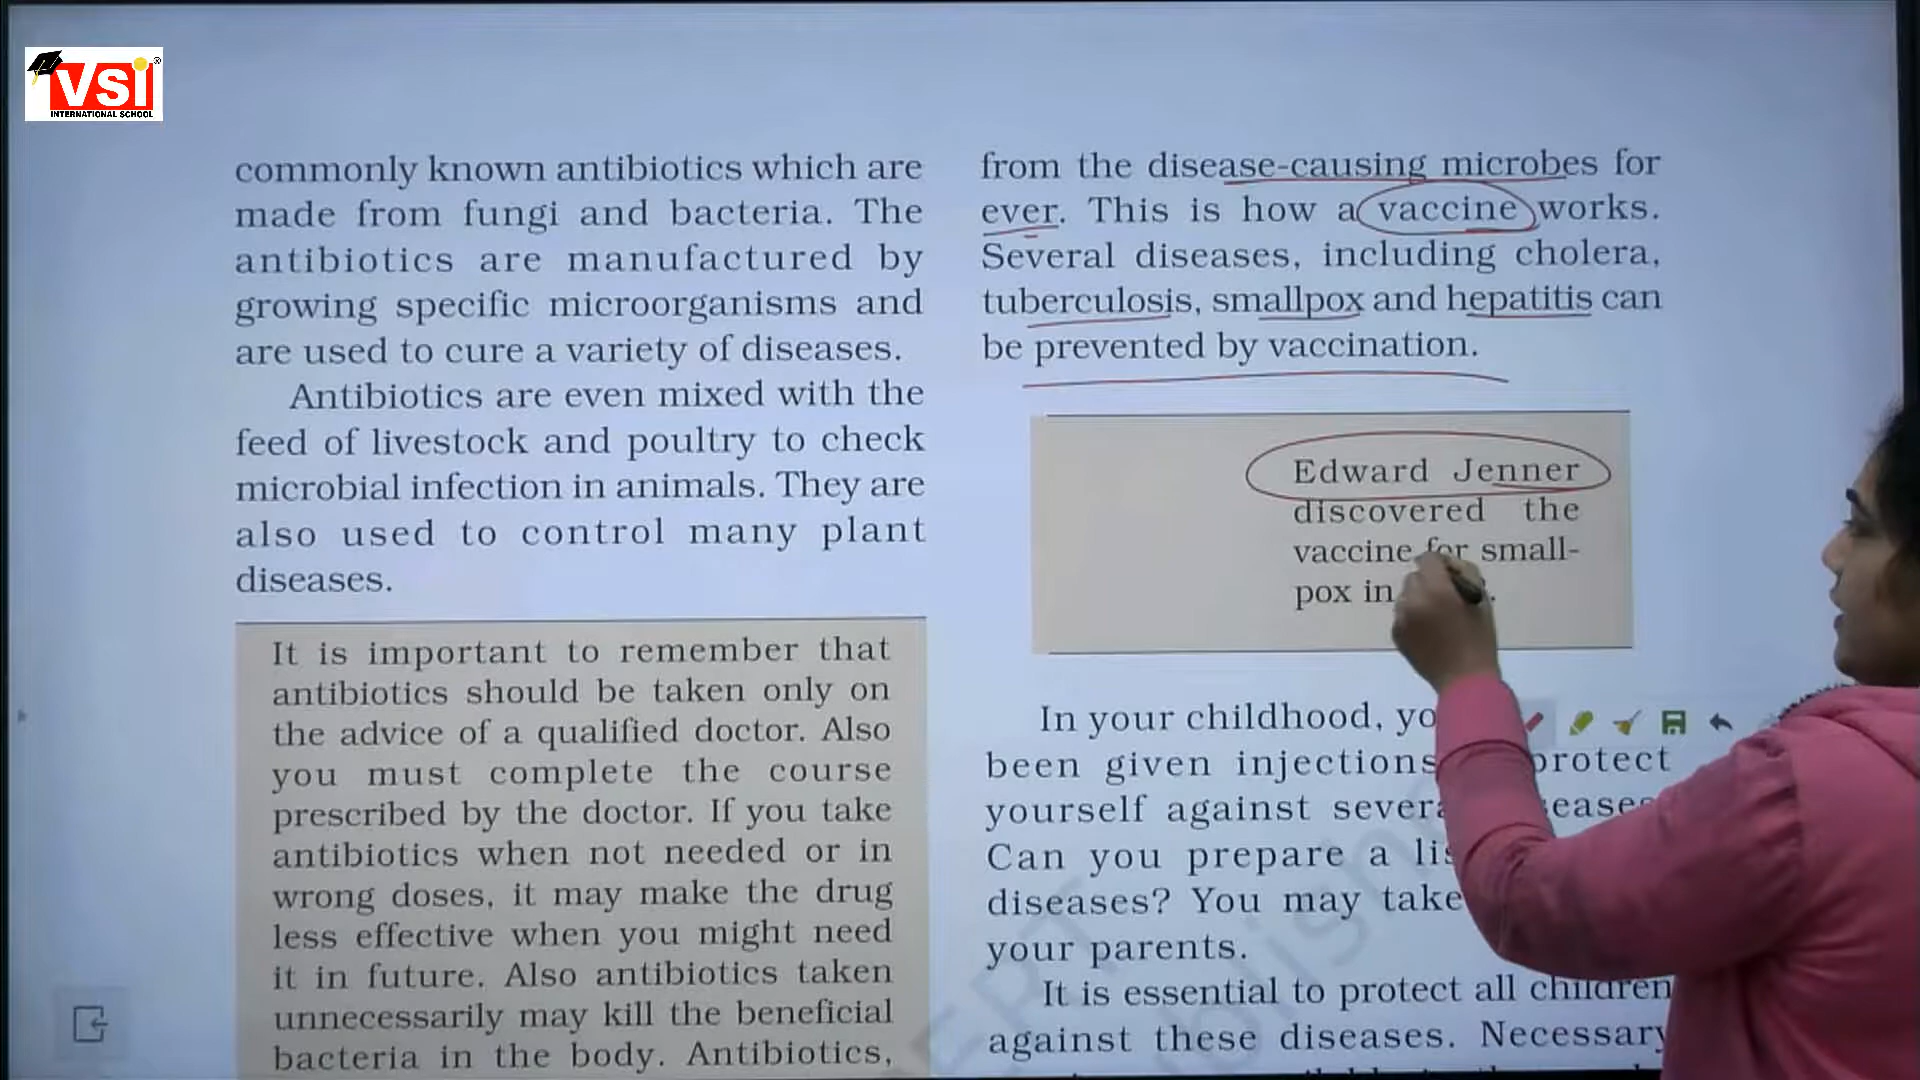 VSI
INTERNATIONAL SCHOOL
commonly known antibiotics which are
made from fungi and bacteria. The
antibiotics are manufactured by
growing specific microorganisms and
are used to cure a variety of diseases.
Antibiotics are even mixed with the
feed of livestock and poultry to check
microbial infection in animals. They are
also used to control many plant
diseases.
It is important to remember that
antibiotics should be taken only on
the advice of a qualified doctor. Also
you must complete the course
prescribed by the doctor. If you take
antibiotics when not needed or in
wrong doses, it may make the drug
less effective when you might need
it in future. Also antibiotics taken
unnecessarily may kill the beneficial
bacteria in the body. Antibiotics,
from the disease-causing microbes for
ever. This is how a vaccine works.
Several diseases, including cholera,
tuberculosis, smallpox and hepatitis can
be prevented by vaccination.
Edward Jenner
discovered the
vaccine for small-
pox in
In your childhood,
been given injections protect
yourself against
Can you prepare a
diseases? You may take
your parents.
It is essential to protect all children
against these diseases. Necessary